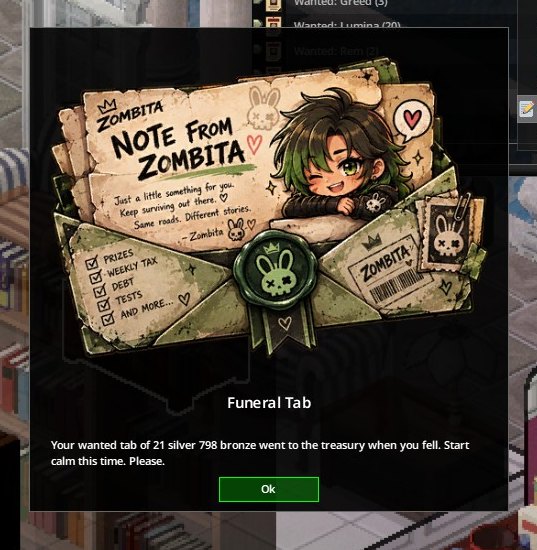 Wanted: Greed (3)
Wanted: Lumina (20)
Wanted: Rem (2)
ZOMBITA
NOTE FROM
ZOMBITA
Just a little something for you.
Keep surviving out there.
Same roads. Different stories.
- Zombita
PRIZES
WEEKLY TAX
DEBT
TESTS
AND MORE...
ZOMBITA
Funeral Tab
Your wanted tab of 21 silver 798 bronze went to the treasury when you fell. Start
calm this time. Please.
Ok